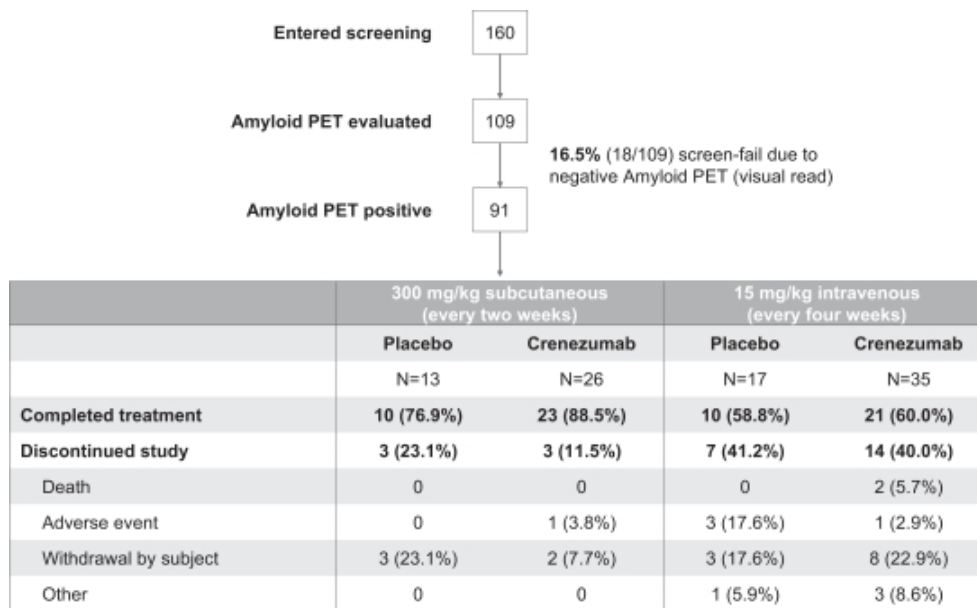 Entered screening 160
Amyloid PET evaluated 109
16.5% (18/109) screen-fail due to
negative Amyloid PET (visual read)
Amyloid PET positive 91
300 mg/kg subcutaneous 15 mg/kg intravenous
(every two weeks) (every four weeks)
Placebo Crenezumab Placebo Crenezumab
N=13 N=26 N=17 N=35
Completed treatment 10 (76.9%) 23 (88.5%) 10 (58.8%) 21 (60.0%)
Discontinued study 3 (23.1%) 3 (11.5%) 7 (41.2%) 14 (40.0%)
Death 0 0 0 2 (5.7%)
Adverse event 0 1 (3.8%) 3 (17.6%) 1 (2.9%)
Withdrawal by subject 3 (23.1%) 2 (7.7%) 3 (17.6%) 8 (22.9%)
Other 0 0 1 (5.9%) 3 (8.6%)